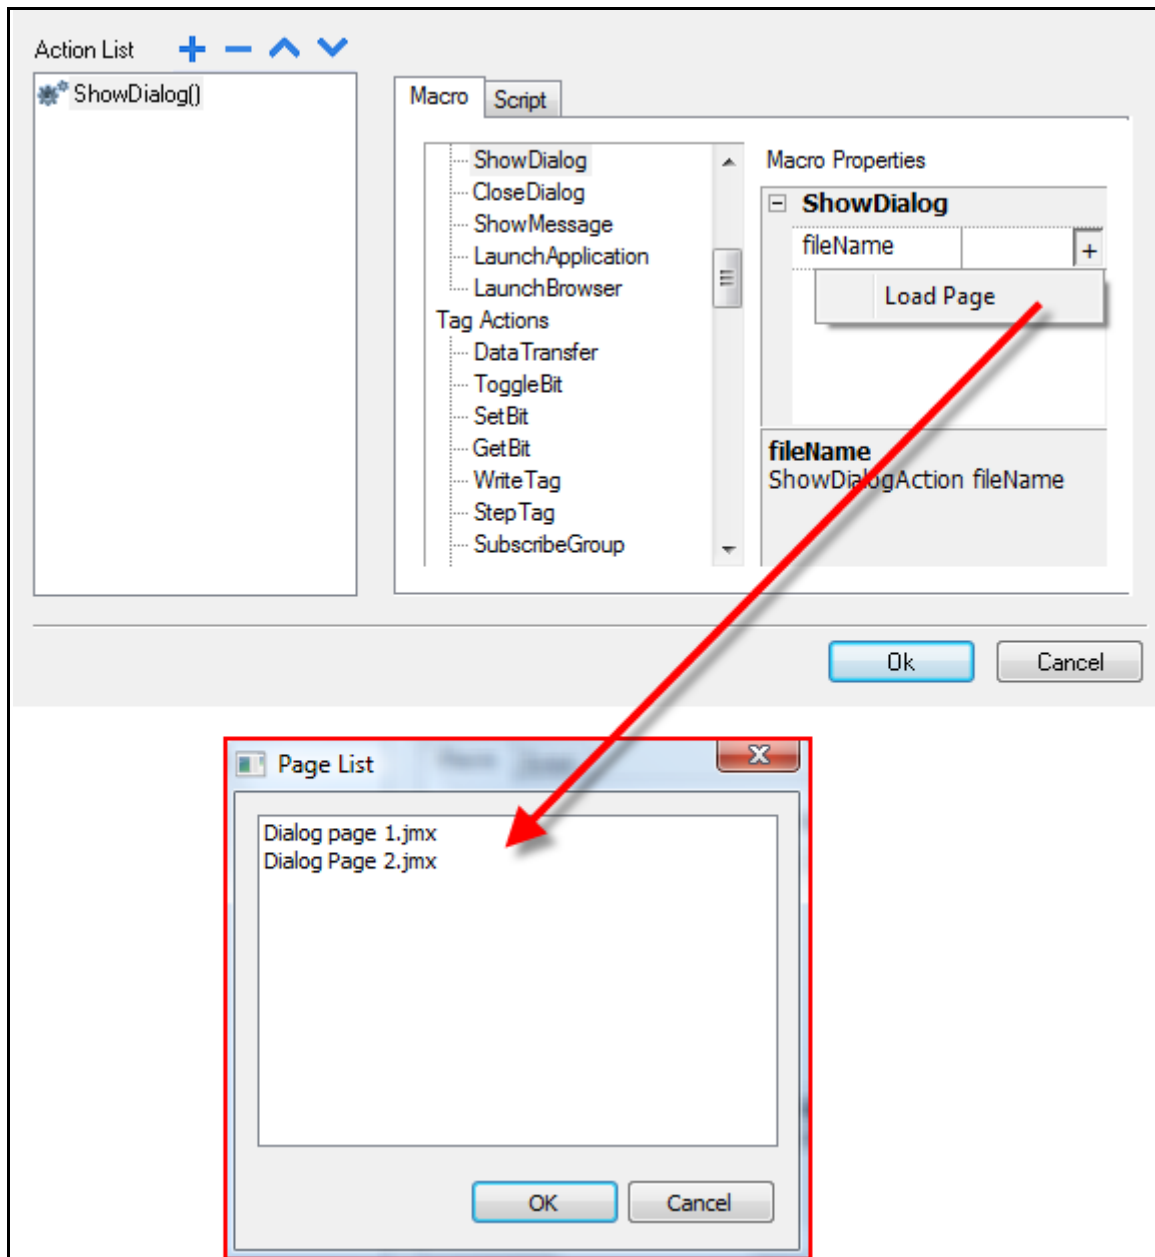 Action List
ShowDialog()
Macro
Script
ShowDialog
CloseDialog
ShowMessage
LaunchApplication
LaunchBrowser
Tag Actions
DataTransfer
ToggleBit
SetBit
GetBit
WriteTag
StepTag
SubscribeGroup
Macro Properties
ShowDialog
fileName
+
Load Page
fileName
ShowDialogAction fileName
Ok
Cancel
Page List
Dialog page 1.jmx
Dialog Page 2.jmx
OK
Cancel